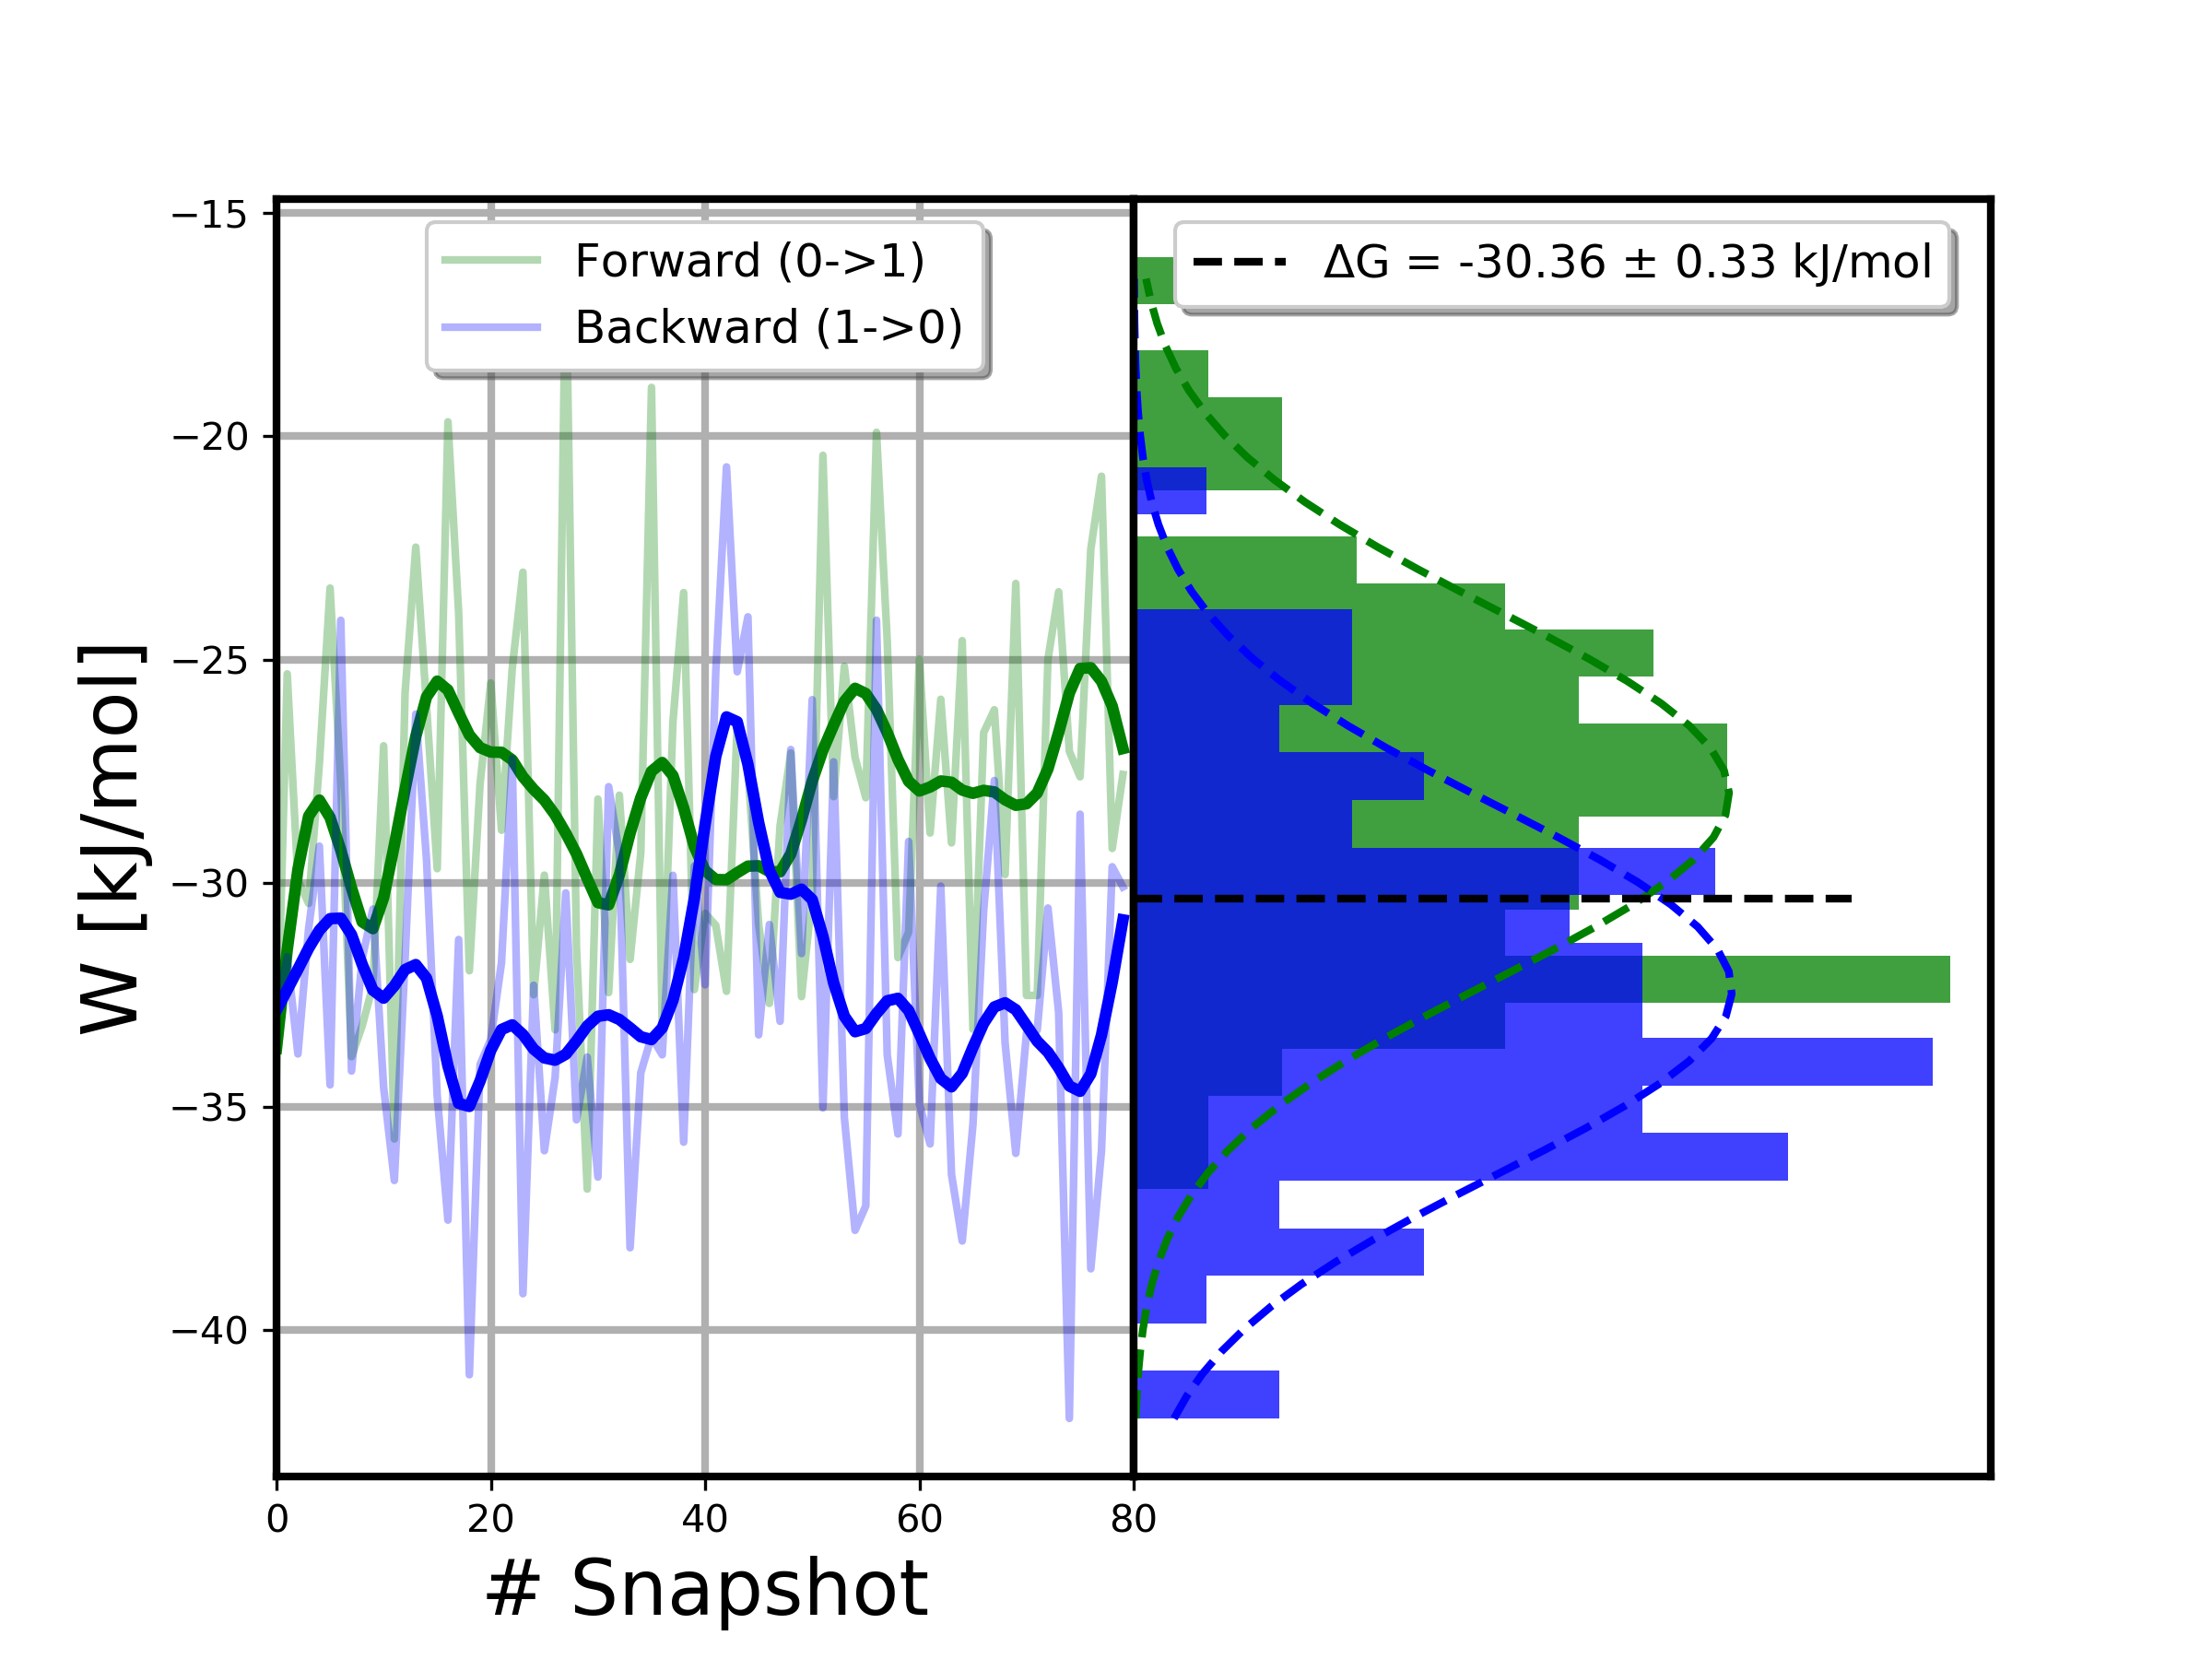 Forward (0->1)
Backward (1->0)
ΔG = -30.36 ± 0.33 kJ/mol
W [kJ/mol]
−15
−20
−25
−30
−35
−40
0 20 40 60 80
# Snapshot